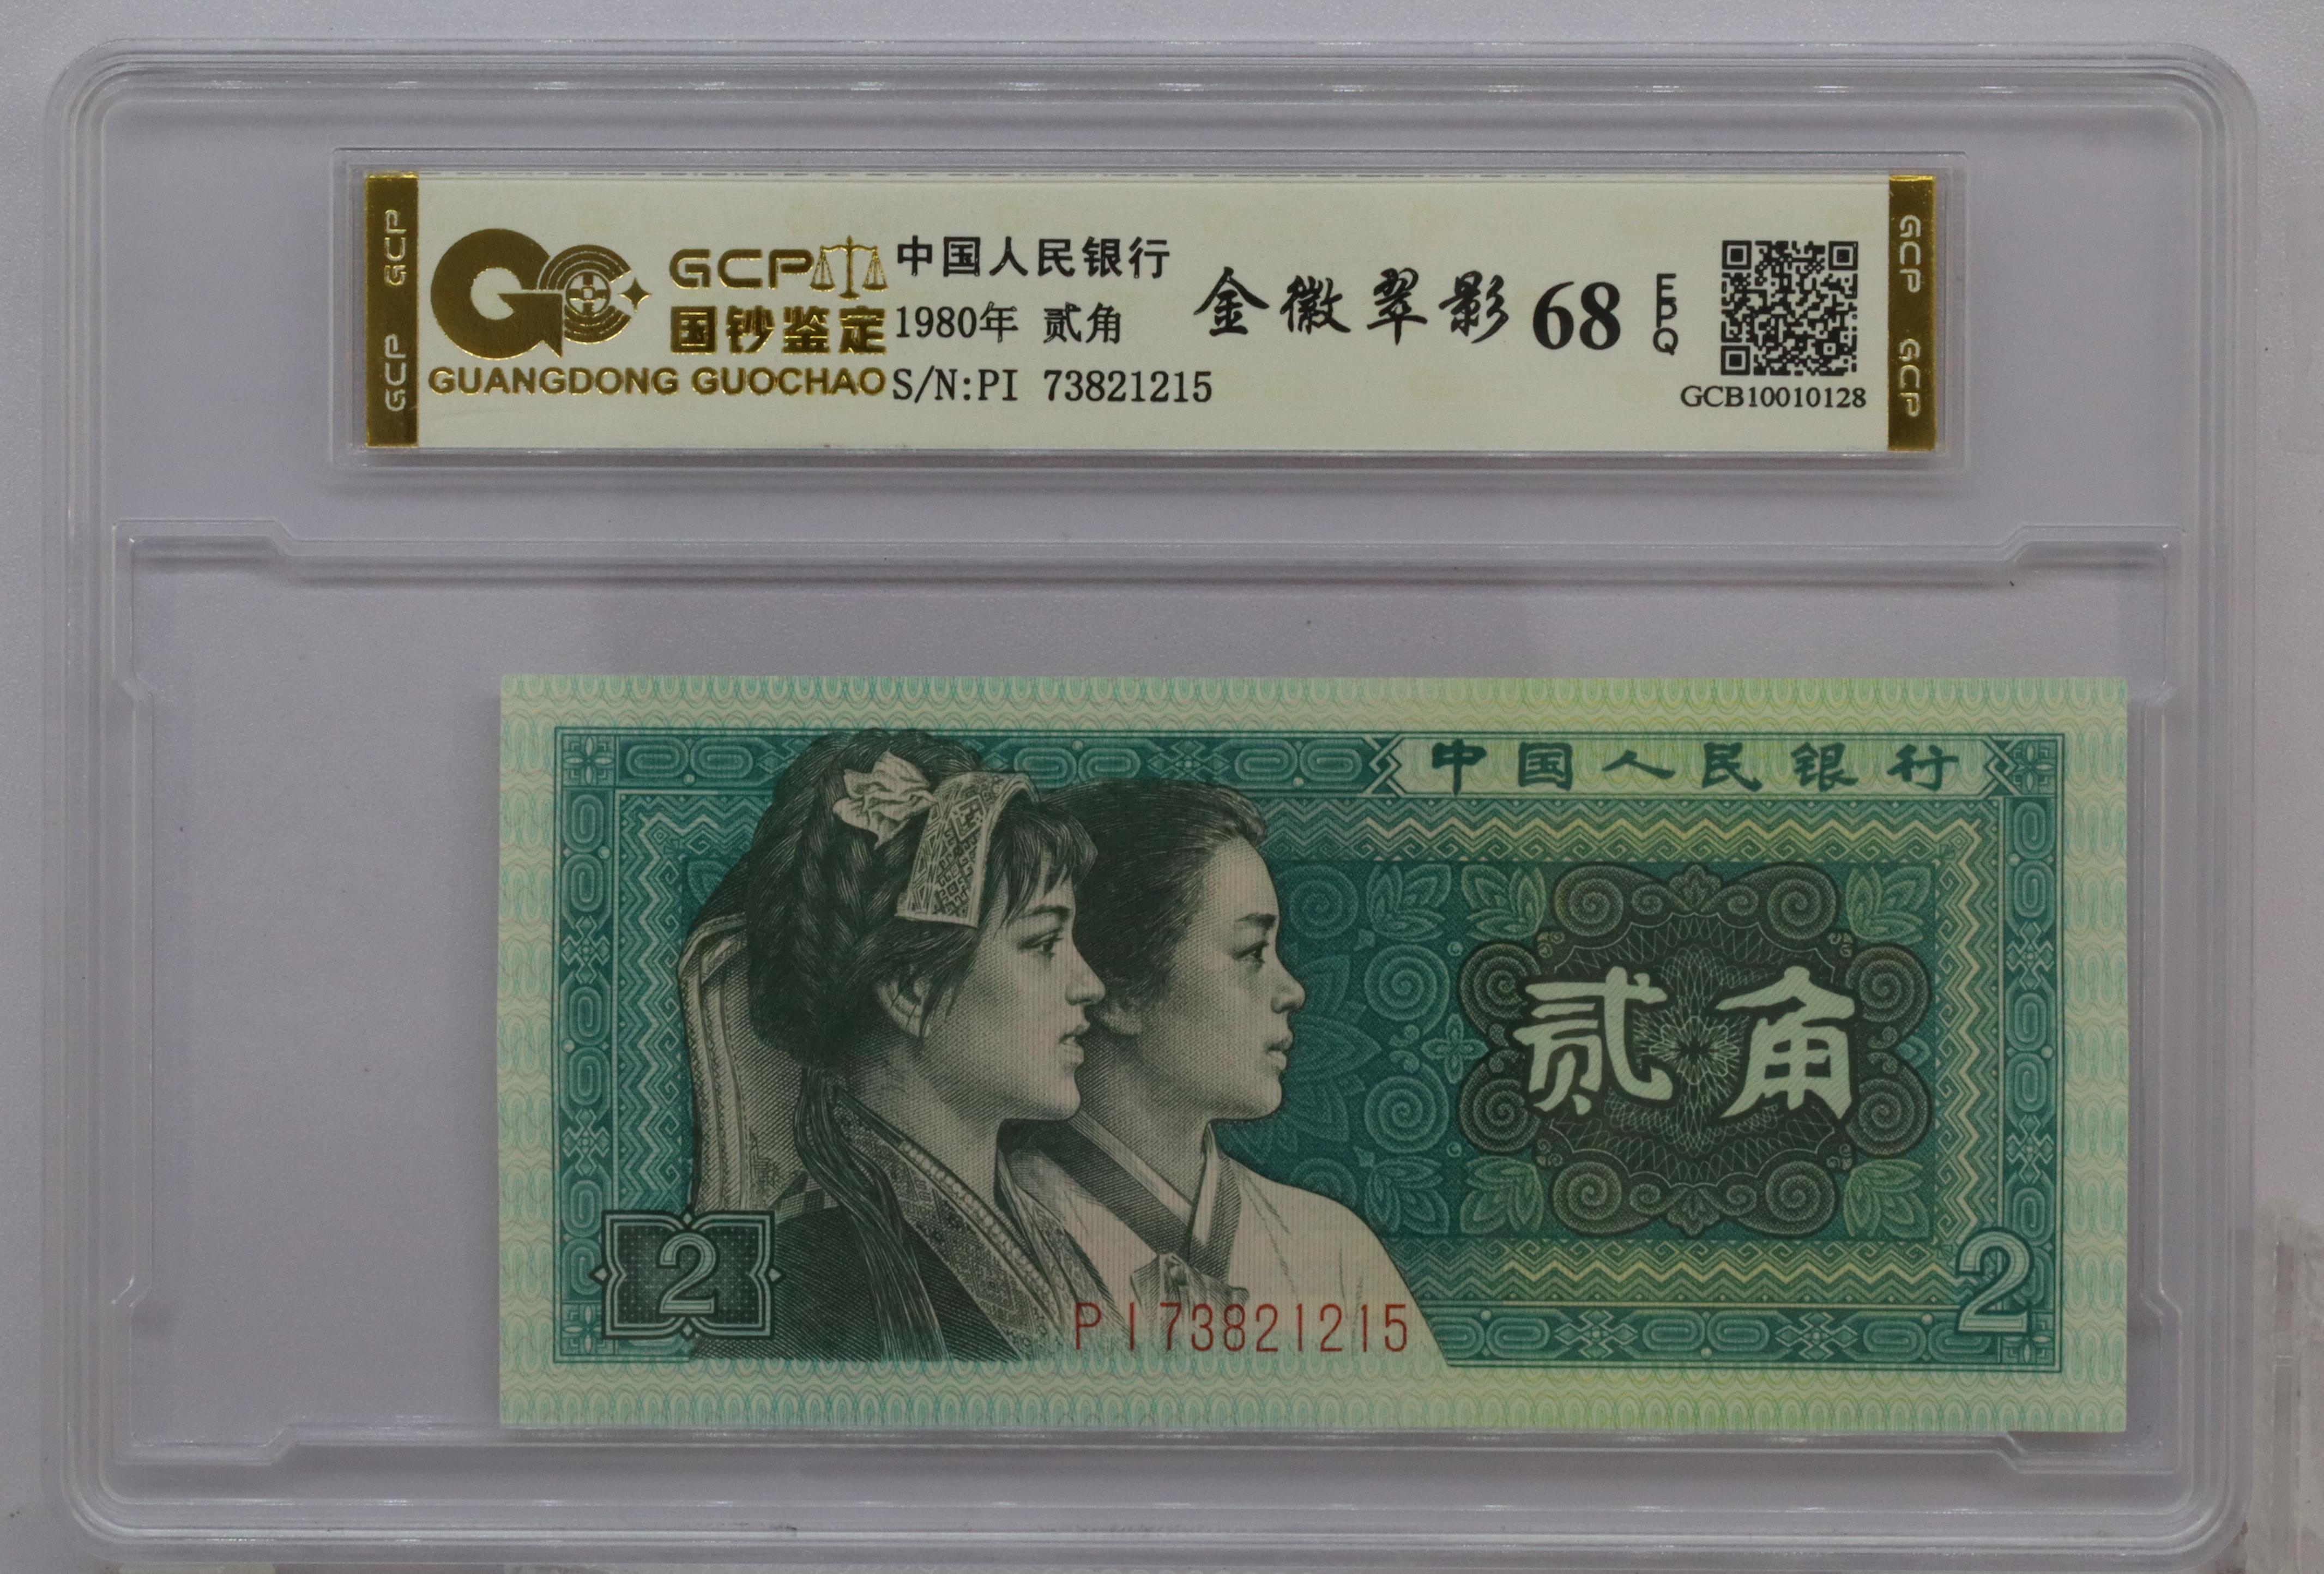 GCP GCP
GCP
国钞鉴定
GUANGDONG GUOCHAO
中国人民银行
1980年 贰角
S/N:PI 73821215
金徽翠影 68 EPQ
GCB10010128
GCP GCP
中国人民银行
贰角
2
2
PI73821215